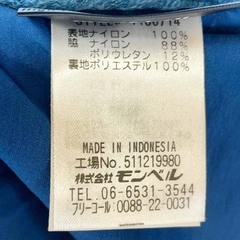 表地ナイロン 100%
脇 ナイロン 88%
ポリウレタン 12%
裏地ポリエステル 100%
MADE IN INDONESIA
工場No. 511219980
株式会社 モンベル
TEL. 06-6531-3544
フリーコール: 0088-22-0031